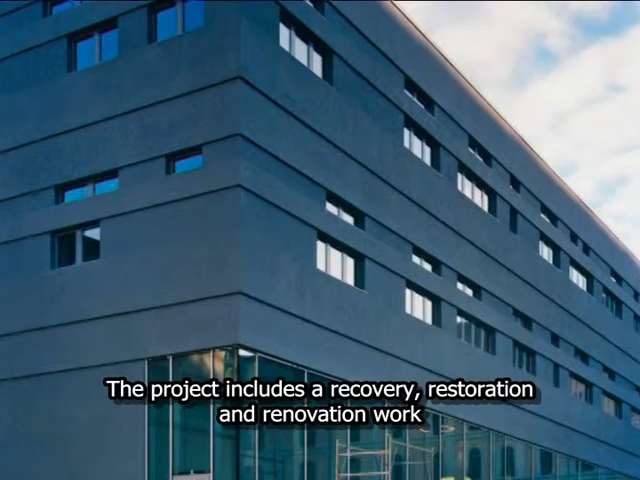 The project includes a recovery, restoration
and renovation work